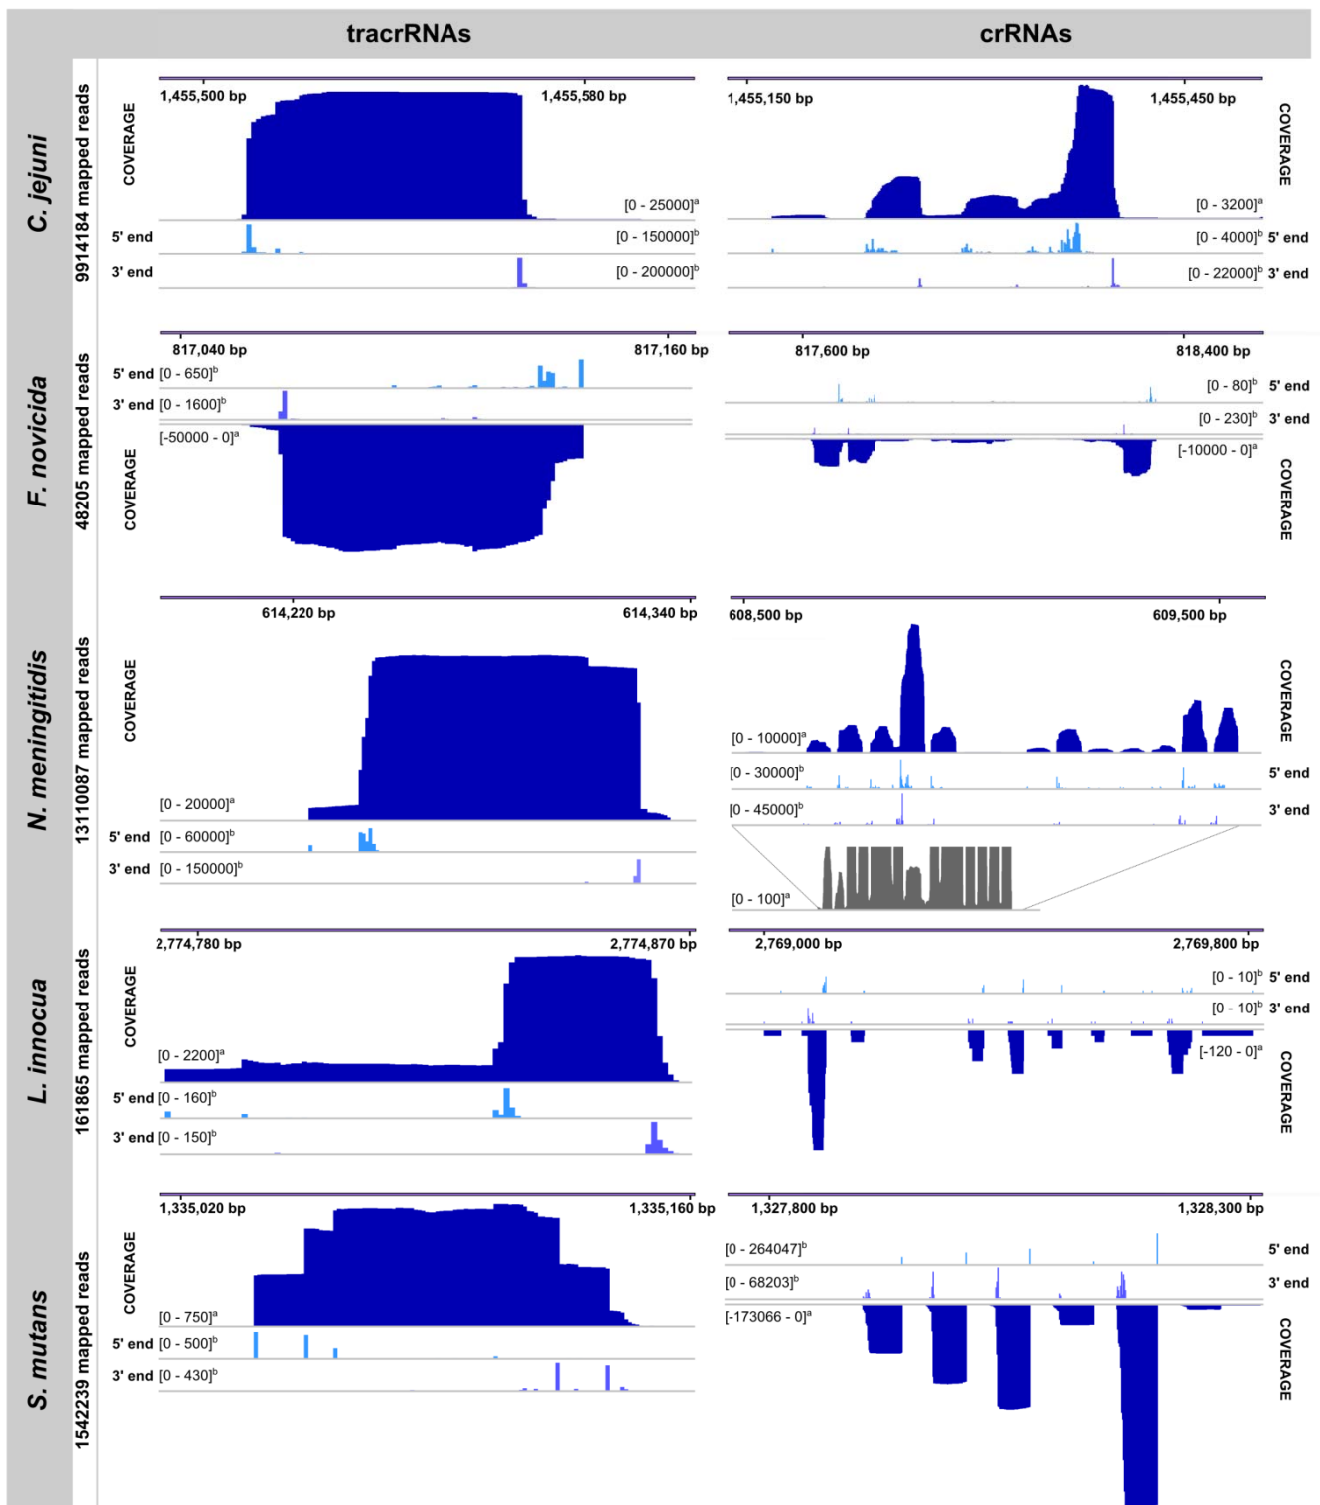 tracrRNAs
crRNAs
C. jejuni
9914184 mapped reads
COVERAGE
1,455,500 bp
1,455,580 bp
[0 - 25000]ᵃ
5' end
[0 - 150000]ᵇ
3' end
[0 - 200000]ᵇ
1,455,150 bp
1,455,450 bp
COVERAGE
[0 - 3200]ᵃ
[0 - 4000]ᵇ 5' end
[0 - 22000]ᵇ 3' end
F. novicida
48205 mapped reads
817,040 bp
817,160 bp
5' end [0 - 650]ᵇ
3' end [0 - 1600]ᵇ
[-50000 - 0]ᵃ
COVERAGE
817,600 bp
818,400 bp
[0 - 80]ᵇ 5' end
[0 - 230]ᵇ 3' end
[-10000 - 0]ᵃ
COVERAGE
N. meningitidis
13110087 mapped reads
614,220 bp
614,340 bp
COVERAGE
[0 - 20000]ᵃ
5' end [0 - 60000]ᵇ
3' end [0 - 150000]ᵇ
608,500 bp
609,500 bp
COVERAGE
[0 - 10000]ᵃ
[0 - 30000]ᵇ 5' end
[0 - 45000]ᵇ 3' end
[0 - 100]ᵃ
L. innocua
161865 mapped reads
2,774,780 bp
2,774,870 bp
COVERAGE
[0 - 2200]ᵃ
5' end [0 - 160]ᵇ
3' end [0 - 150]ᵇ
2,769,000 bp
2,769,800 bp
[0 - 10]ᵇ 5' end
[0 - 10]ᵇ 3' end
[-120 - 0]ᵃ
COVERAGE
S. mutans
1542239 mapped reads
1,335,020 bp
1,335,160 bp
COVERAGE
[0 - 750]ᵃ
5' end [0 - 500]ᵇ
3' end [0 - 430]ᵇ
1,327,800 bp
1,328,300 bp
[0 - 264047]ᵇ 5' end
[0 - 68203]ᵇ 3' end
[-173066 - 0]ᵃ
COVERAGE